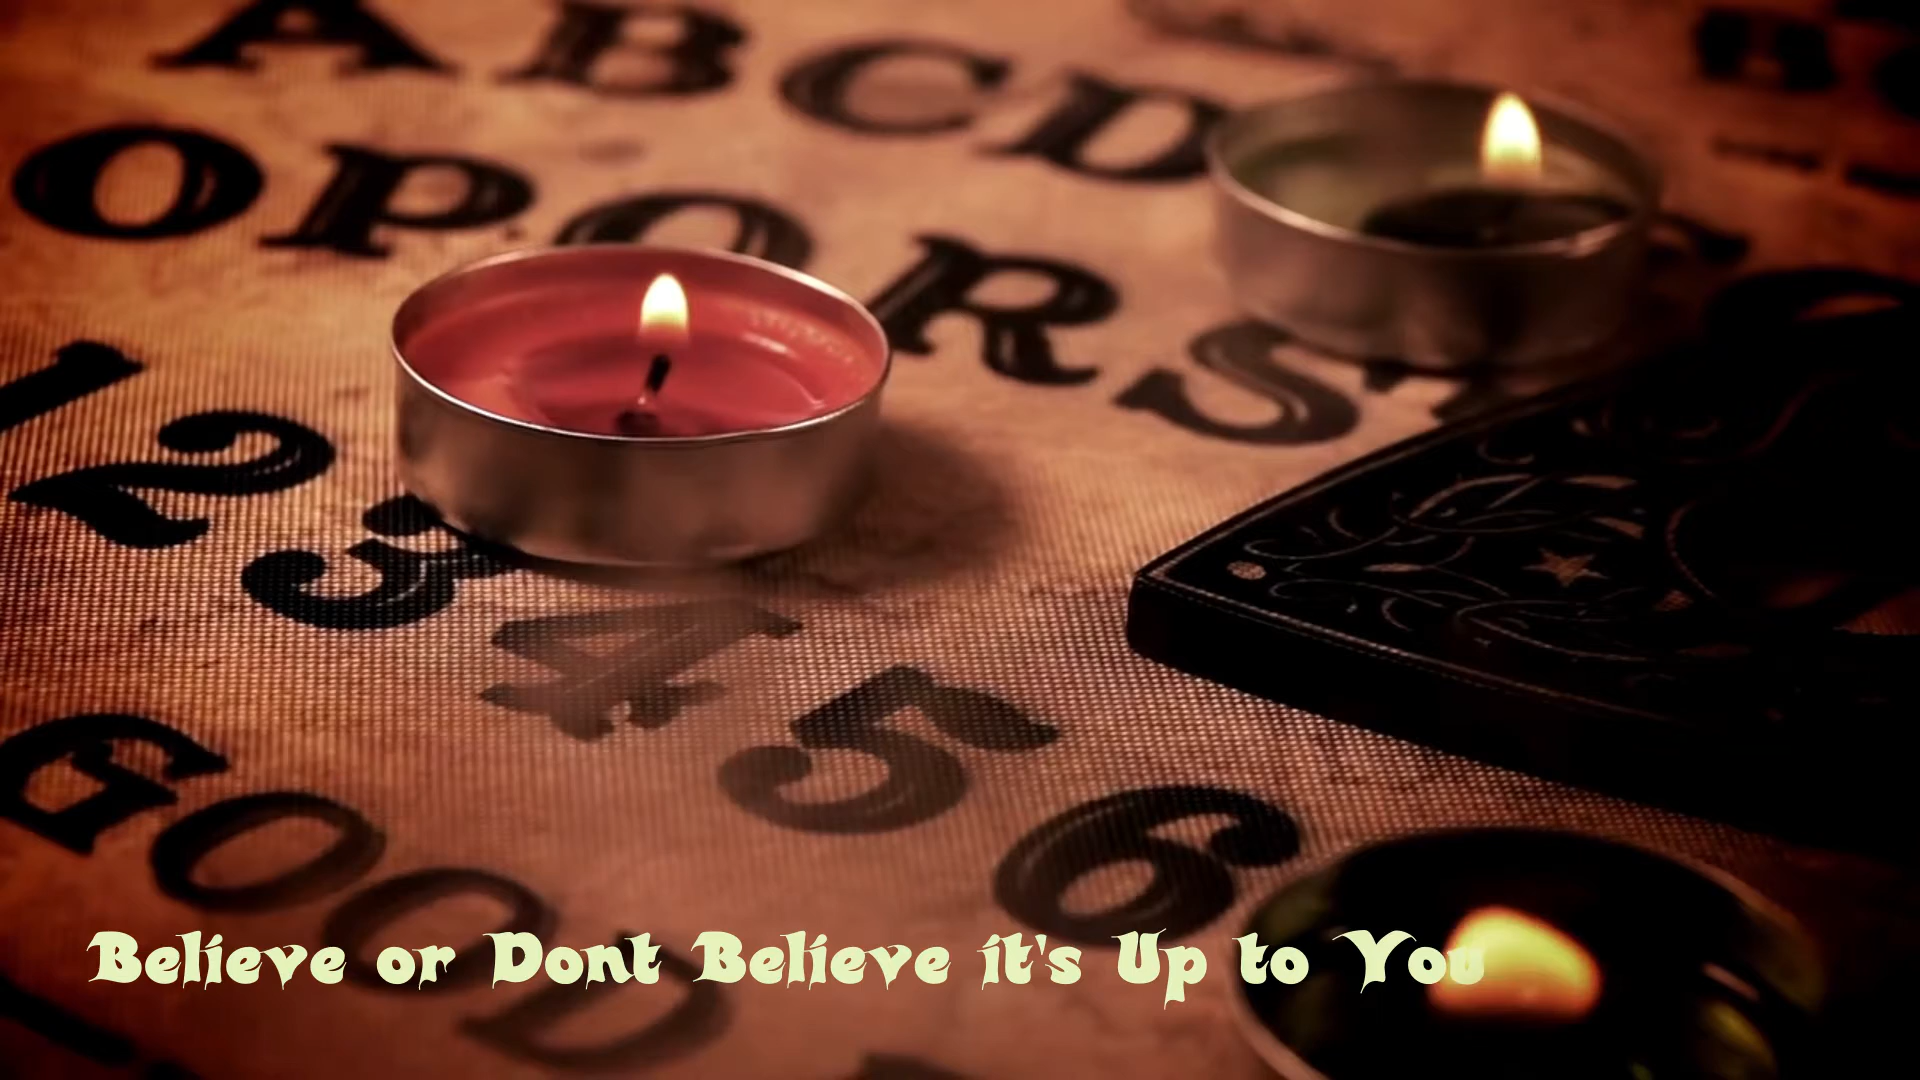 A B C D
O P Q R S T
1 2 3 4 5 6
GOOD
Believe or Dont Believe it's Up to You